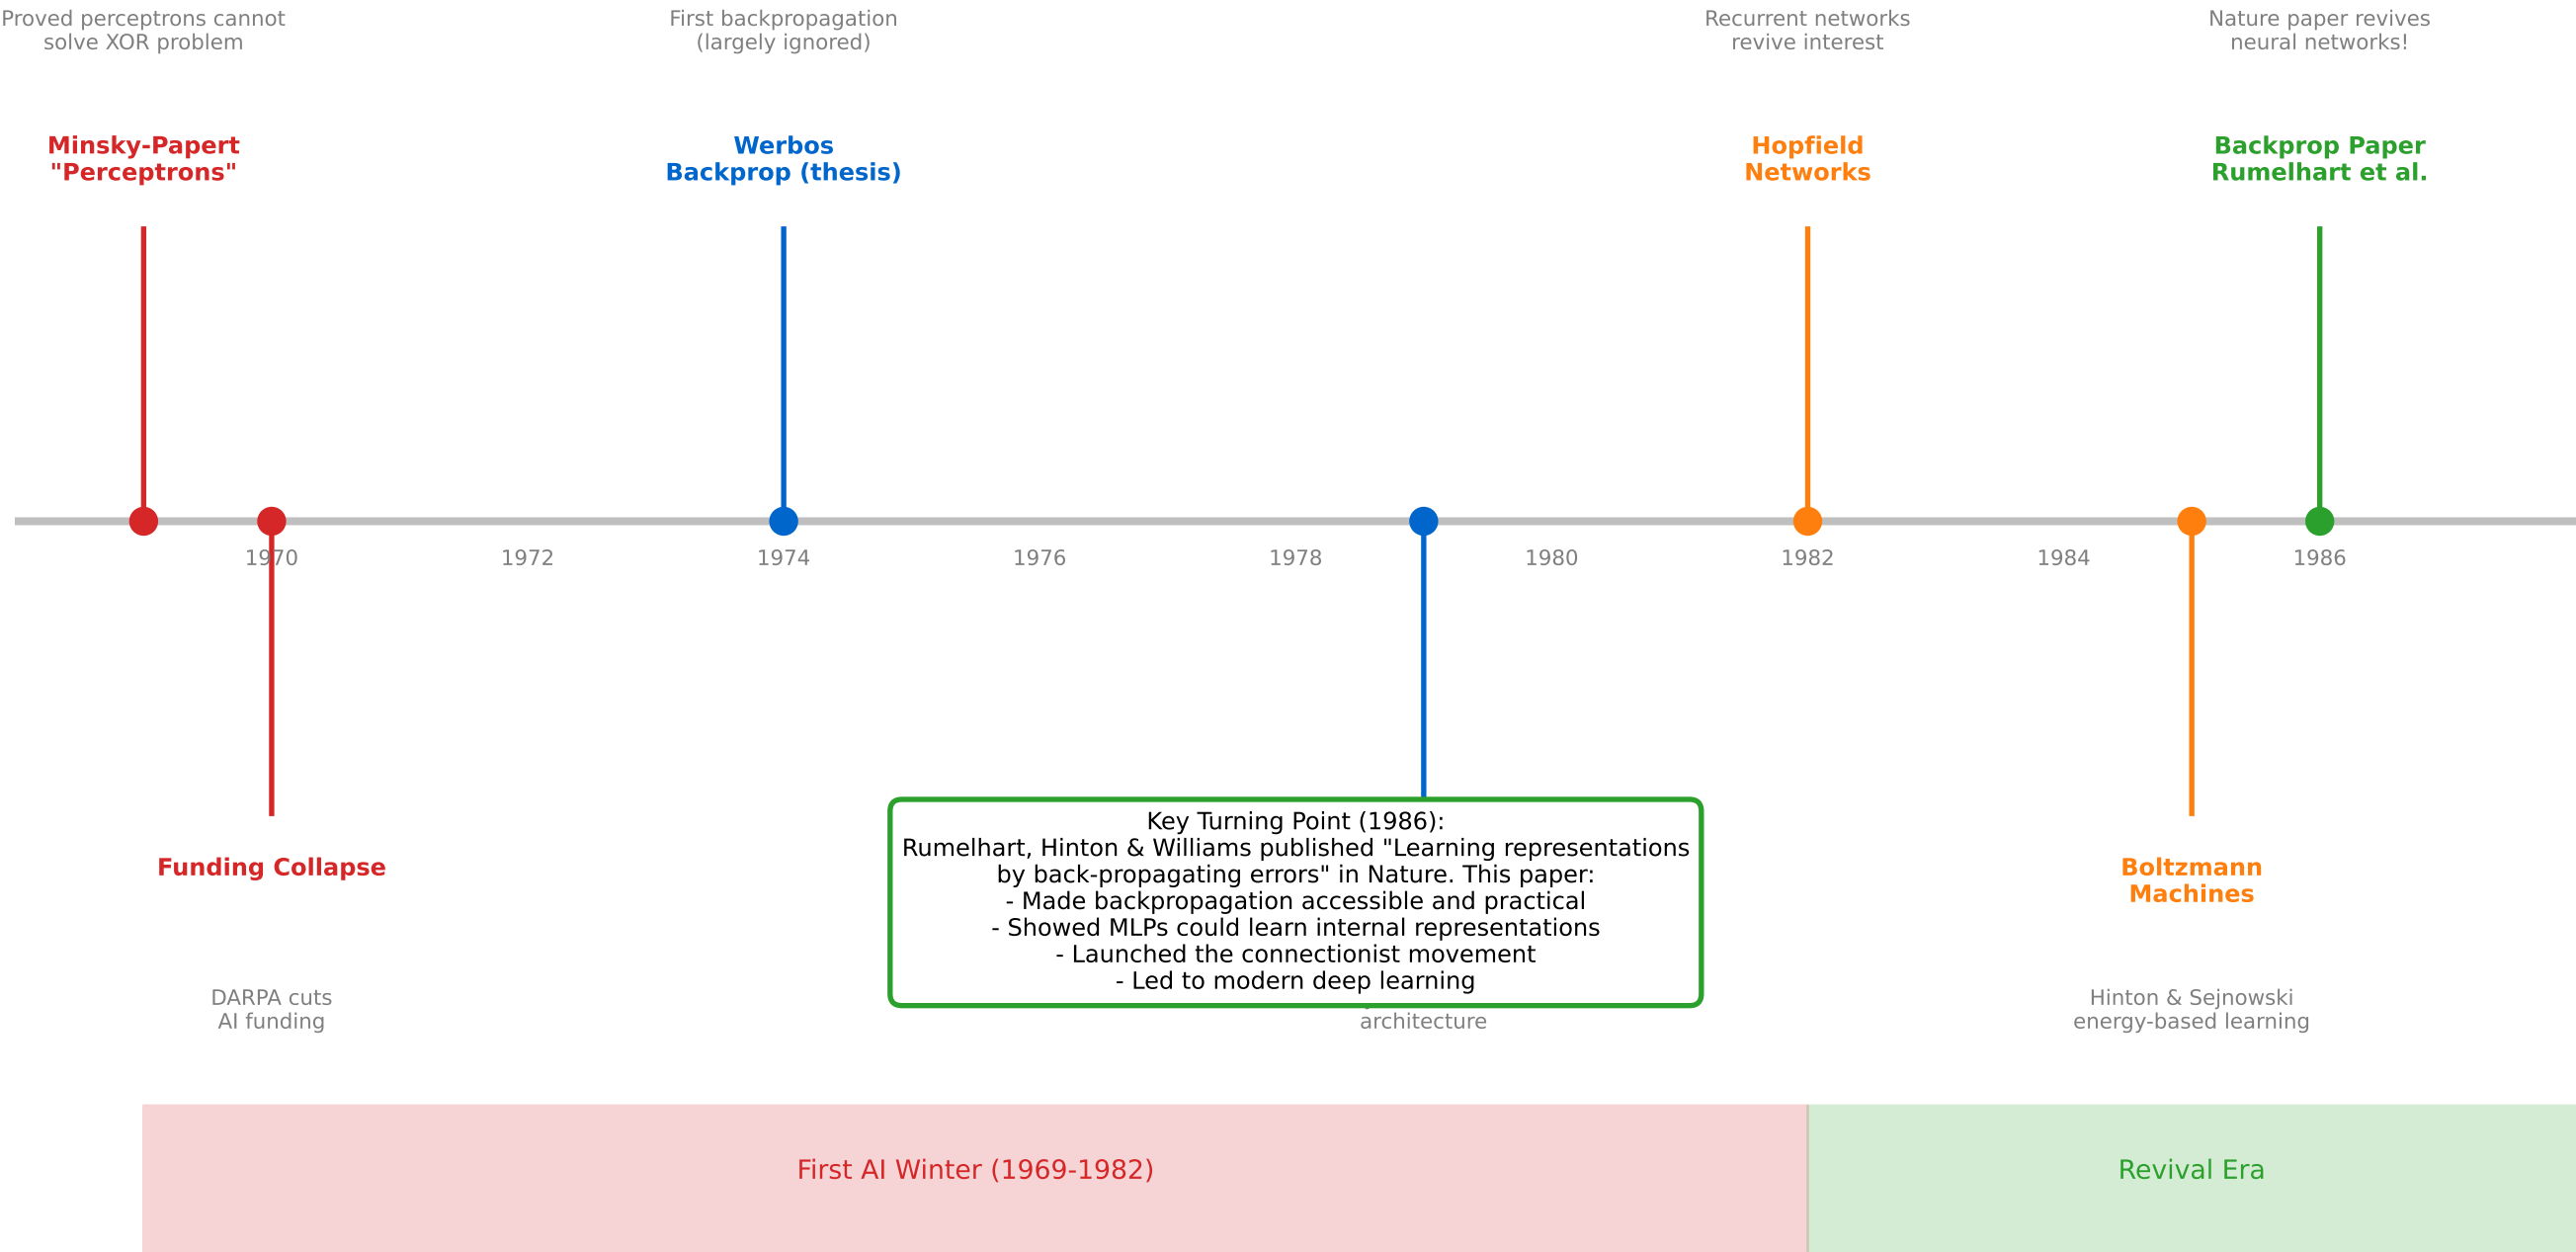 Proved perceptrons cannot
solve XOR problem
First backpropagation
(largely ignored)
Recurrent networks
revive interest
Nature paper revives
neural networks!
Minsky-Papert
"Perceptrons"
Werbos
Backprop (thesis)
Hopfield
Networks
Backprop Paper
Rumelhart et al.
1970
1972
1974
1976
1978
1980
1982
1984
1986
Key Turning Point (1986):
Rumelhart, Hinton & Williams published "Learning representations
by back-propagating errors" in Nature. This paper:
- Made backpropagation accessible and practical
- Showed MLPs could learn internal representations
- Launched the connectionist movement
- Led to modern deep learning
Funding Collapse
Boltzmann
Machines
DARPA cuts
AI funding
architecture
Hinton & Sejnowski
energy-based learning
First AI Winter (1969-1982)
Revival Era